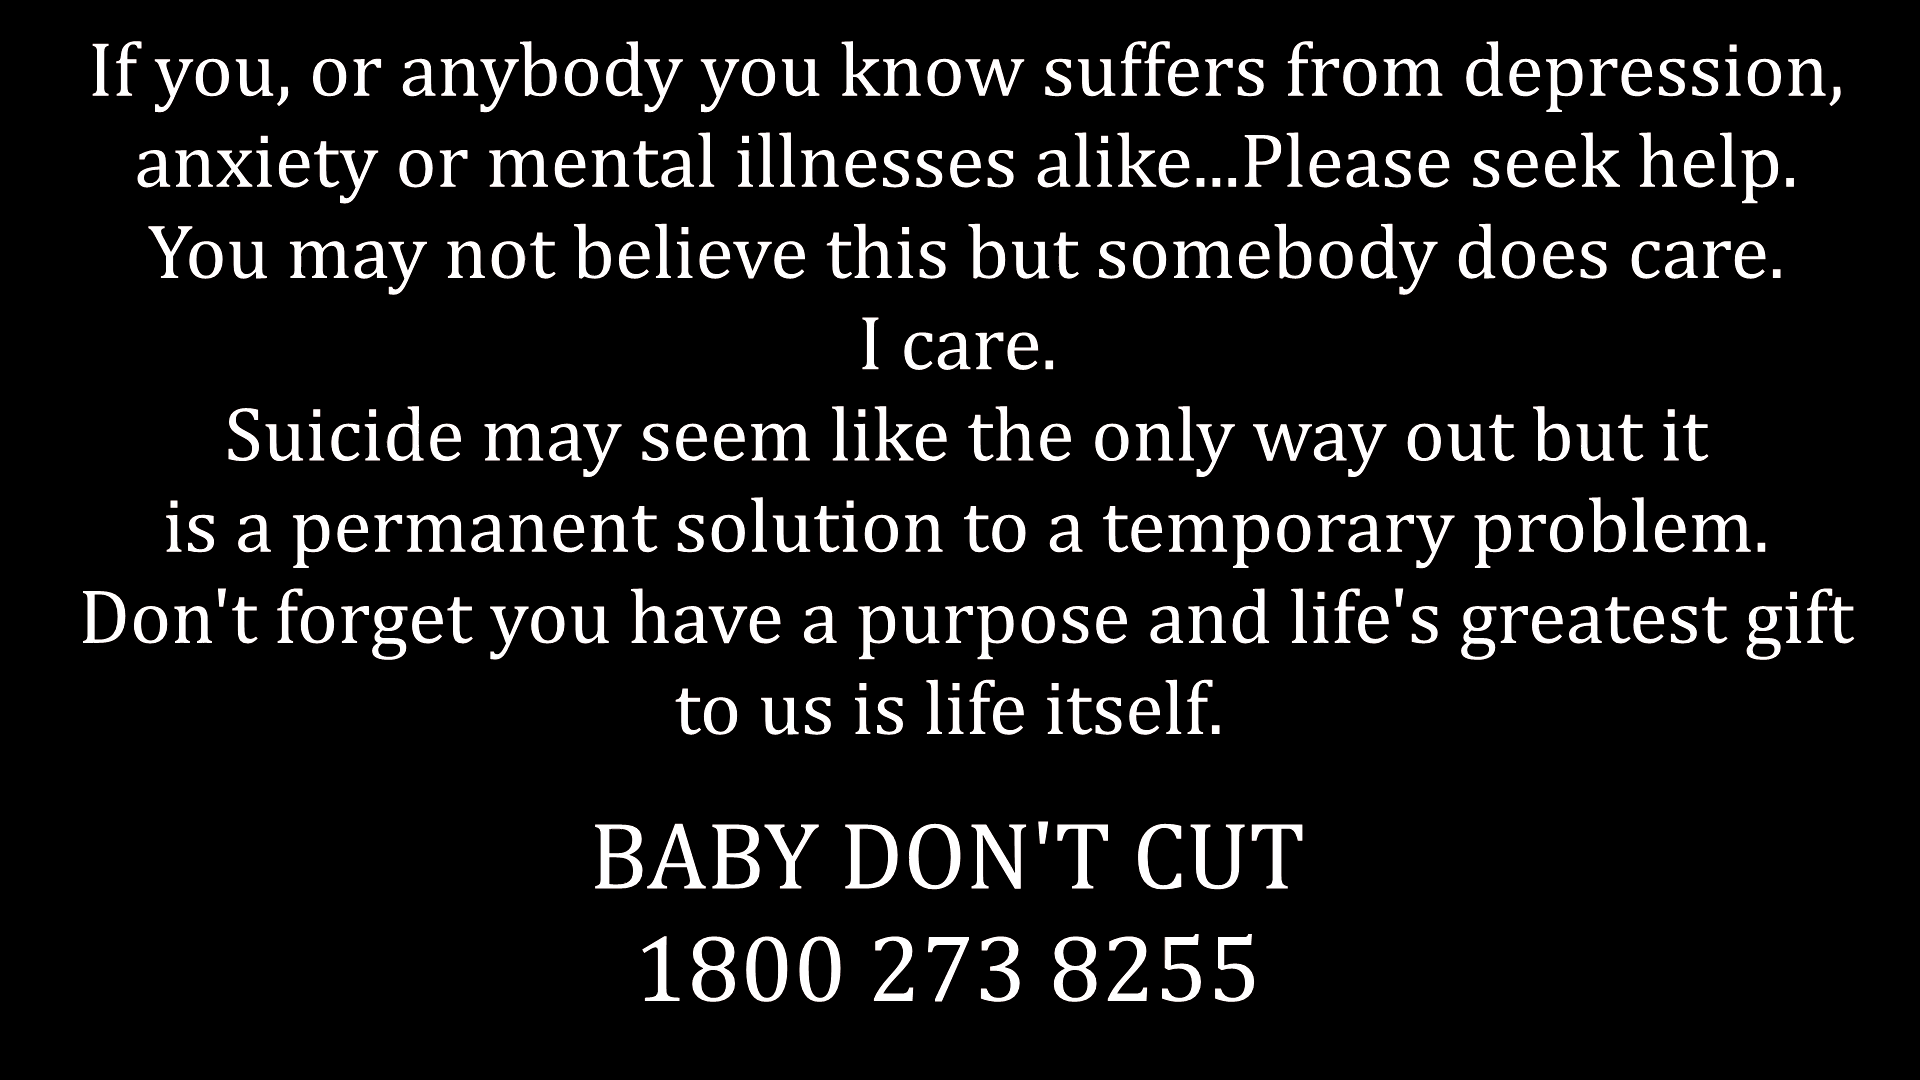 If you, or anybody you know suffers from depression,
anxiety or mental illnesses alike...Please seek help.
You may not believe this but somebody does care.
I care.
Suicide may seem like the only way out but it
is a permanent solution to a temporary problem.
Don't forget you have a purpose and life's greatest gift
to us is life itself.
BABY DON'T CUT
1800 273 8255